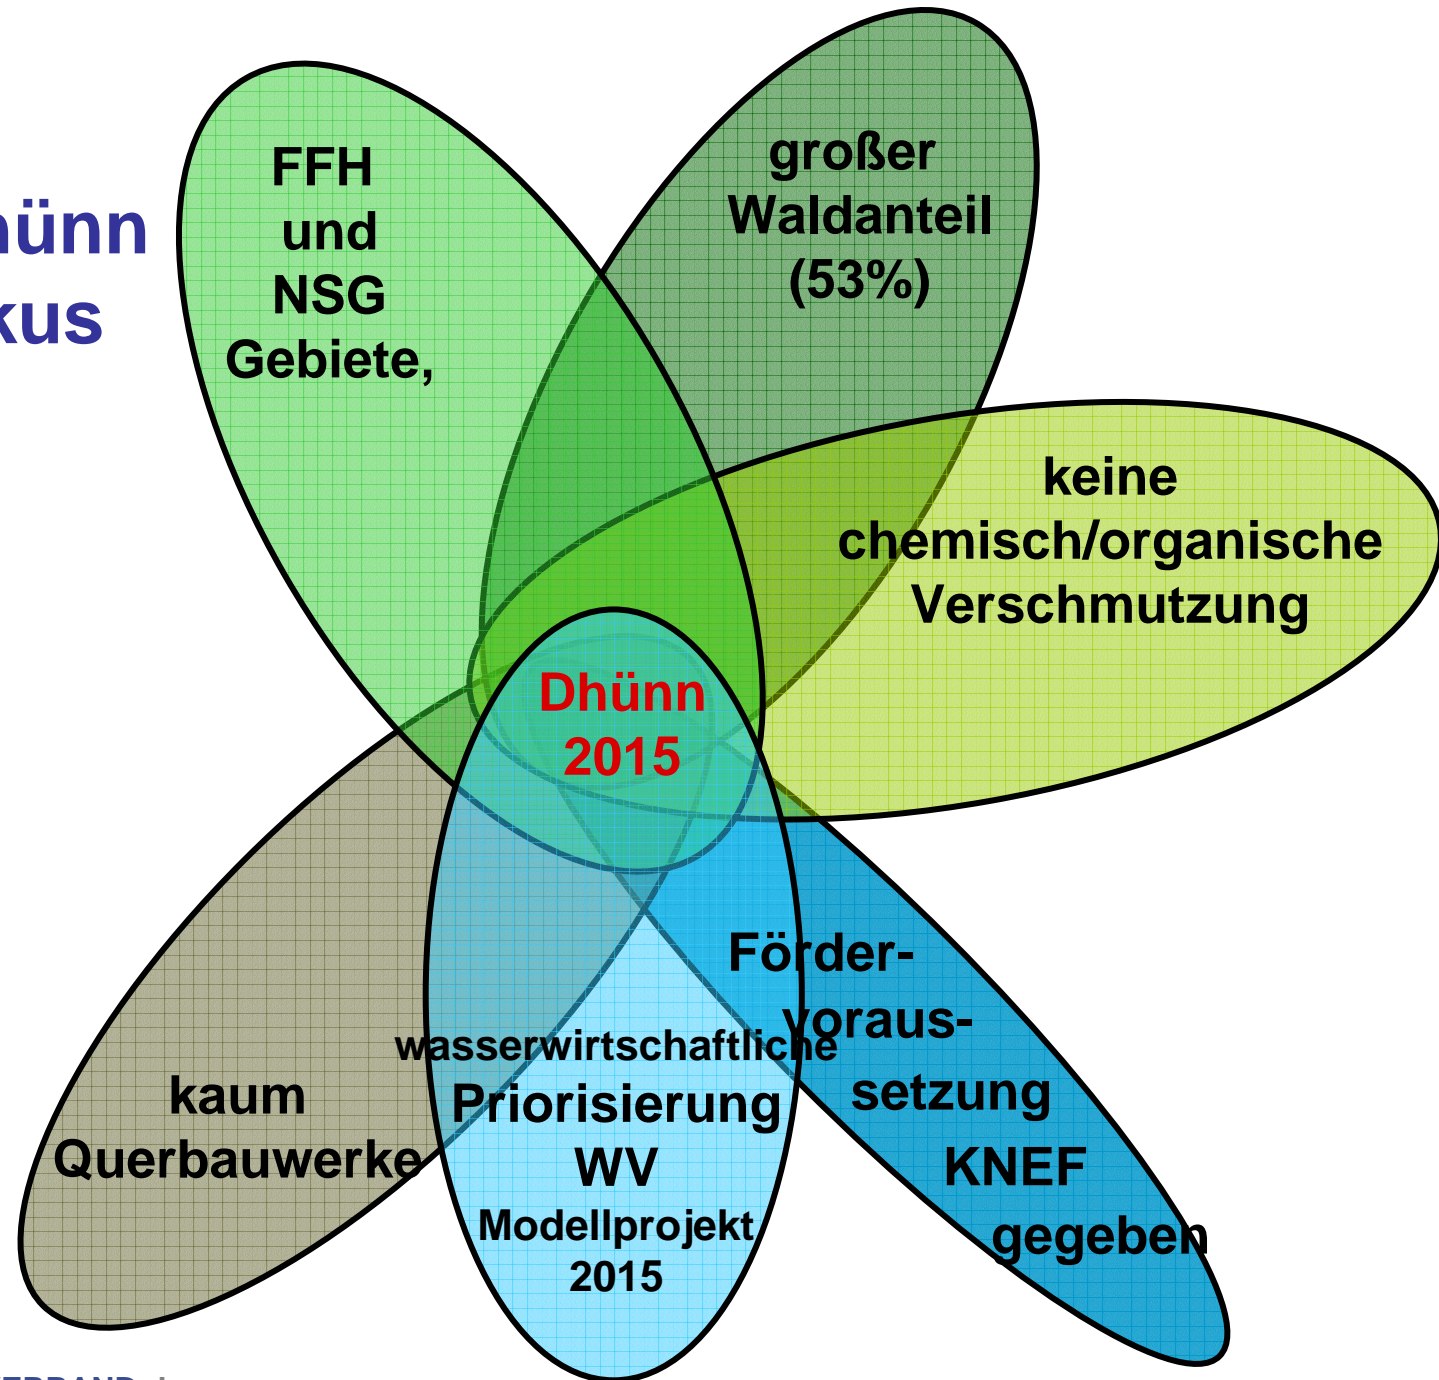 hünn
kus
FFH
und
NSG
Gebiete,
großer
Waldanteil
(53%)
keine
chemisch/organische
Verschmutzung
Dhünn
2015
Förder-
voraus-
setzung
KNEF
gegeben
wasserwirtschaftliche
Priorisierung
WV
Modellprojekt
2015
kaum
Querbauwerke